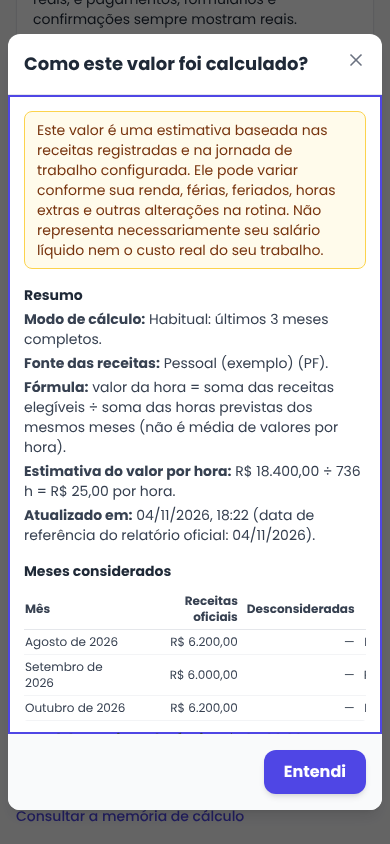 reais, e pagamentos, formulários e
confirmações sempre mostram reais.
Como este valor foi calculado?
Este valor é uma estimativa baseada nas
receitas registradas e na jornada de
trabalho configurada. Ele pode variar
conforme sua renda, férias, feriados, horas
extras e outras alterações na rotina. Não
representa necessariamente seu salário
líquido nem o custo real do seu trabalho.
Resumo
Modo de cálculo: Habitual: últimos 3 meses
completos.
Fonte das receitas: Pessoal (exemplo) (PF).
Fórmula: valor da hora = soma das receitas
elegíveis ÷ soma das horas previstas dos
mesmos meses (não é média de valores por
hora).
Estimativa do valor por hora: R$ 18.400,00 ÷ 736
h = R$ 25,00 por hora.
Atualizado em: 04/11/2026, 18:22 (data de
referência do relatório oficial: 04/11/2026).
Meses considerados
Mês Receitas oficiais Desconsideradas
Agosto de 2026 R$ 6.200,00 —
Setembro de 2026 R$ 6.000,00 —
Outubro de 2026 R$ 6.200,00 —
Entendi
Consultar a memória de cálculo